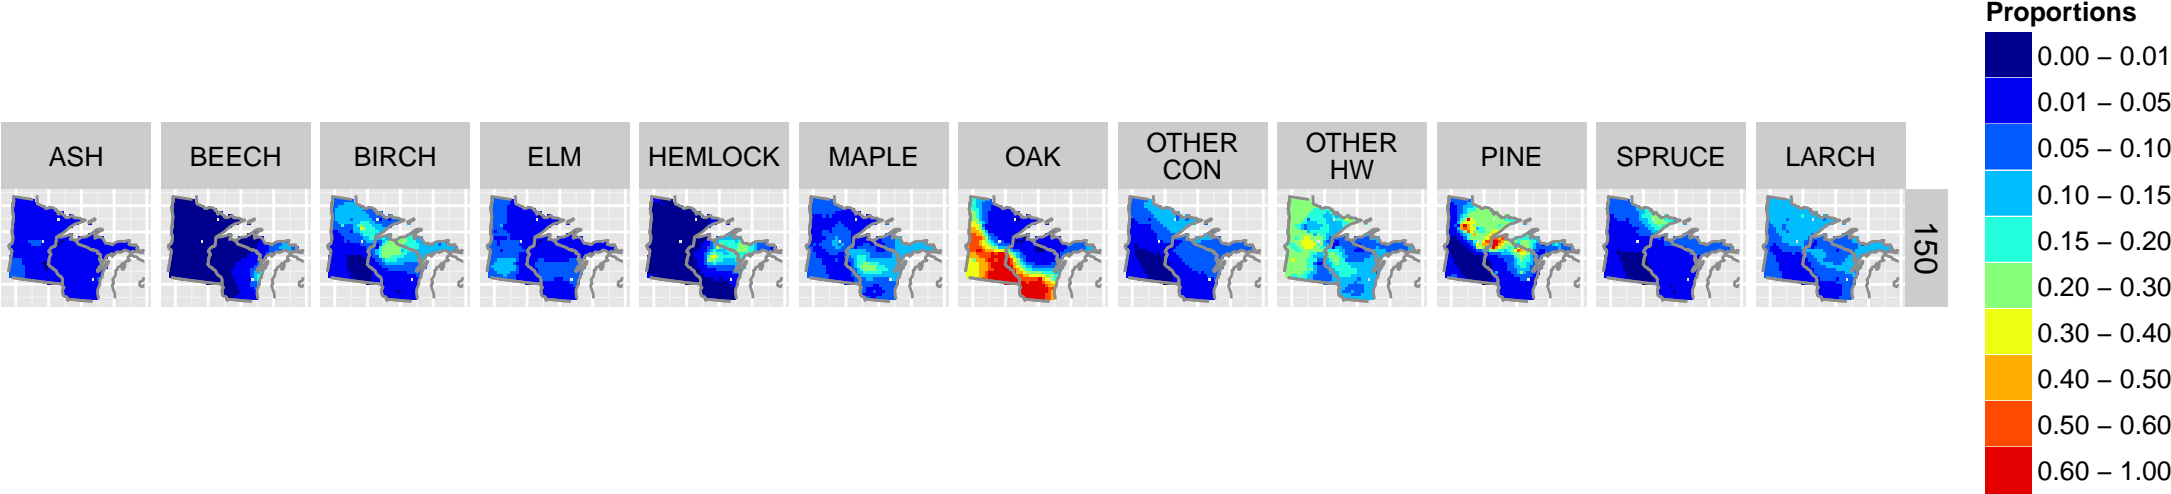 Proportions
0.00 – 0.01
0.01 – 0.05
0.05 – 0.10
0.10 – 0.15
0.15 – 0.20
0.20 – 0.30
0.30 – 0.40
0.40 – 0.50
0.50 – 0.60
0.60 – 1.00
ASH
BEECH
BIRCH
ELM
HEMLOCK
MAPLE
OAK
OTHER
CON
OTHER
HW
PINE
SPRUCE
LARCH
150